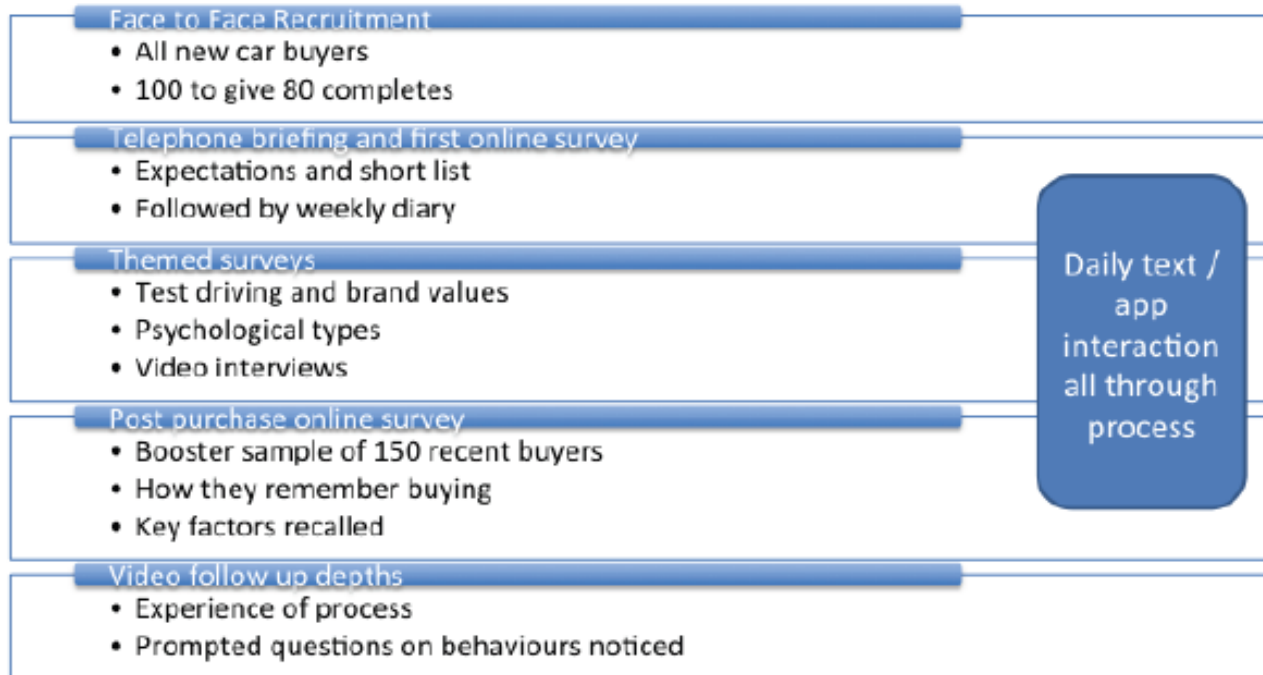 Face to Face Recruitment
• All new car buyers
• 100 to give 80 completes
Telephone briefing and first online survey
• Expectations and short list
• Followed by weekly diary
Themed surveys
• Test driving and brand values
• Psychological types
• Video interviews
Post purchase online survey
• Booster sample of 150 recent buyers
• How they remember buying
• Key factors recalled
Video follow up depths
• Experience of process
• Prompted questions on behaviours noticed
Daily text /
app
interaction
all through
process